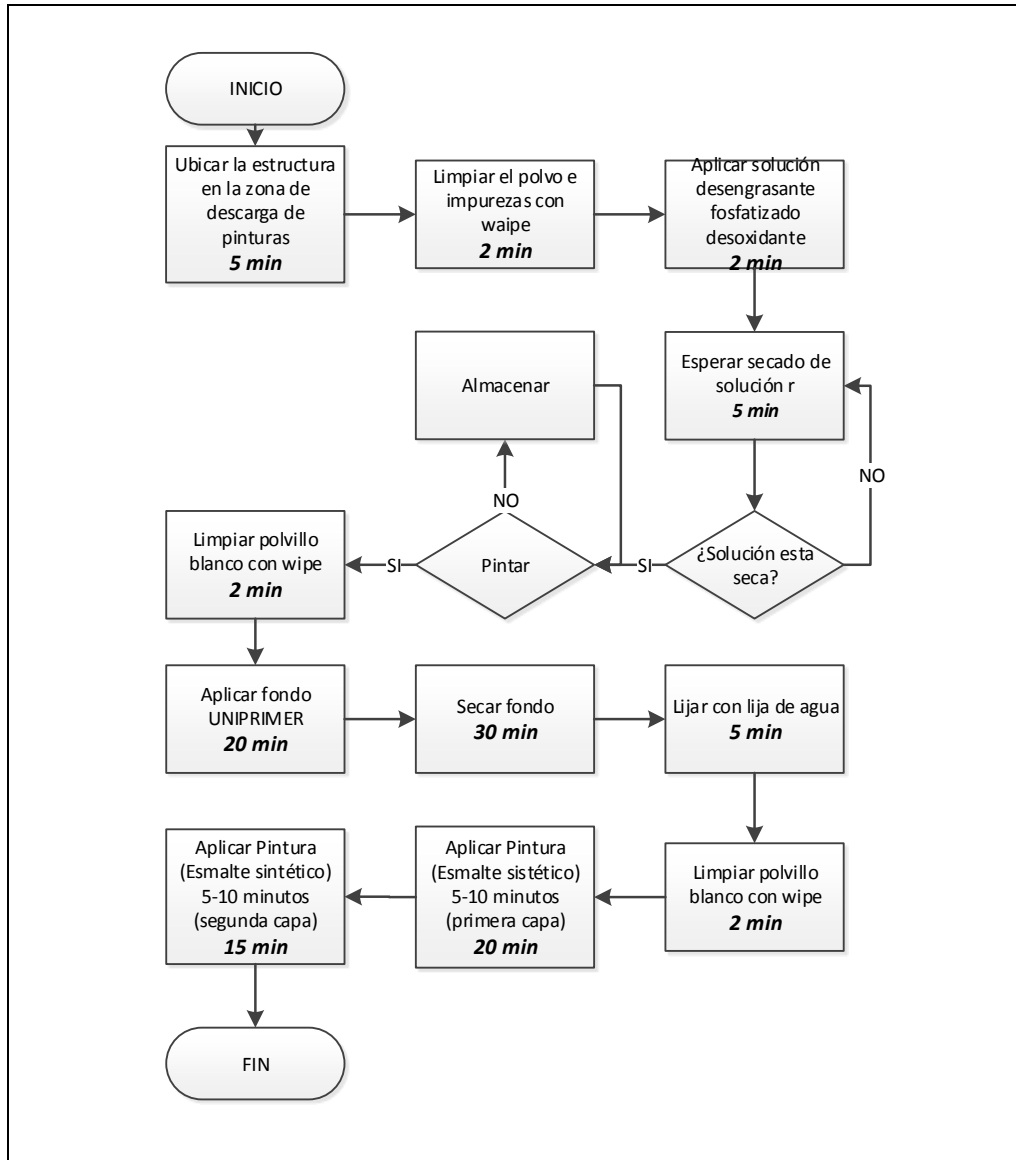 INICIO
Ubicar la estructura
en la zona de
descarga de
pinturas
5 min
Limpiar el polvo e
impurezas con
waipe
2 min
Aplicar solución
desengrasante
fosfatizado
desoxidante
2 min
Esperar secado de
solución r
5 min
NO
¿Solución esta
seca?
SI
Almacenar
NO
Pintar
SI
Limpiar polvillo
blanco con wipe
2 min
Aplicar fondo
UNIPRIMER
20 min
Secar fondo
30 min
Lijar con lija de agua
5 min
Limpiar polvillo
blanco con wipe
2 min
Aplicar Pintura
(Esmalte sistético)
5-10 minutos
(primera capa)
20 min
Aplicar Pintura
(Esmalte sintético)
5-10 minutos
(segunda capa)
15 min
FIN